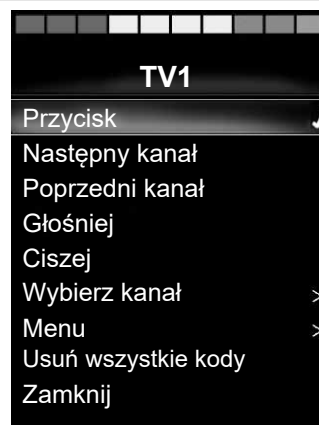 TV1
Przycisk
Następny kanał
Poprzedni kanał
Głośniej
Ciszej
Wybierz kanał >
Menu >
Usuń wszystkie kody
Zamknij